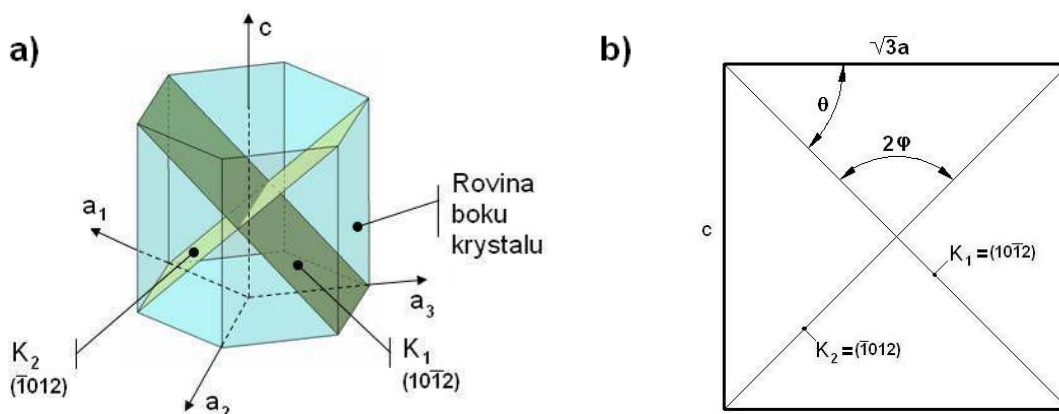 a)
c
Rovina
boku
krystalu
a₁
a₃
a₂
K₂
(1̅012)
K₁
(101̅2)
b)
√3a
θ
2φ
c
K₁=(101̅2)
K₂=(1̅012)